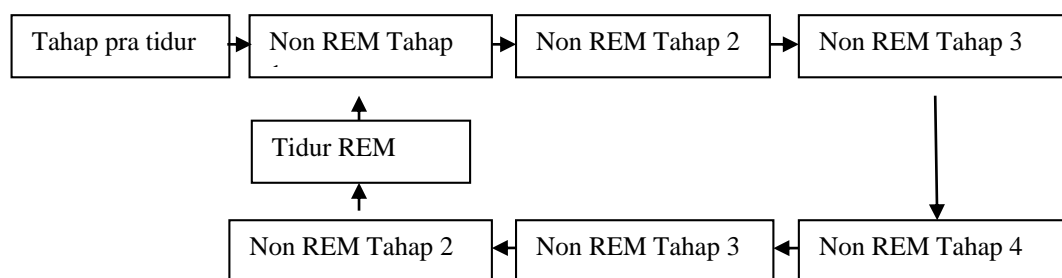 Tahap pra tidur
Non REM Tahap
Non REM Tahap 2
Non REM Tahap 3
Tidur REM
Non REM Tahap 2
Non REM Tahap 3
Non REM Tahap 4